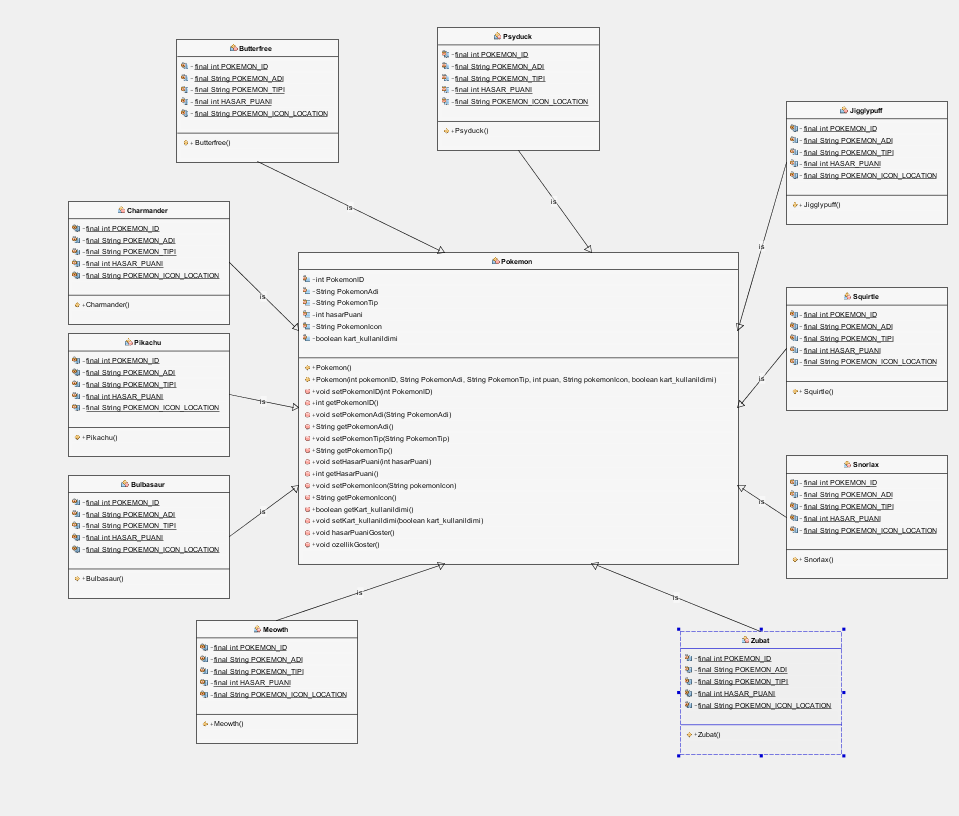 Butterfree
-final int POKEMON_ID
-final String POKEMON_ADI
-final String POKEMON_TIPI
-final int HASAR_PUANI
-final String POKEMON_ICON_LOCATION
+Butterfree()
Psyduck
-final int POKEMON_ID
-final String POKEMON_ADI
-final String POKEMON_TIPI
-final int HASAR_PUANI
-final String POKEMON_ICON_LOCATION
+Psyduck()
Jigglypuff
-final int POKEMON_ID
-final String POKEMON_ADI
-final String POKEMON_TIPI
-final int HASAR_PUANI
-final String POKEMON_ICON_LOCATION
+Jigglypuff()
is
is
is
Charmander
-final int POKEMON_ID
-final String POKEMON_ADI
-final String POKEMON_TIPI
-final int HASAR_PUANI
-final String POKEMON_ICON_LOCATION
+Charmander()
is
Pokemon
-int PokemonID
-String PokemonAdi
-String PokemonTip
-int hasarPuani
-String PokemonIcon
-boolean kart_kullanildimi
+Pokemon()
+Pokemon(int pokemonID, String PokemonAdi, String PokemonTip, int puan, String pokemonIcon, boolean kart_kullanildimi)
+void setPokemonID(int PokemonID)
+int getPokemonID()
+void setPokemonAdi(String PokemonAdi)
+String getPokemonAdi()
+void setPokemonTip(String PokemonTip)
+String getPokemonTip()
+void setHasarPuani(int hasarPuani)
+int getHasarPuani()
+void setPokemonIcon(String pokemonIcon)
+String getPokemonIcon()
+boolean getKart_kullanildimi()
+void setKart_kullanildimi(boolean kart_kullanildimi)
+void hasarPuaniGoster()
+void ozellikGoster()
Squirtle
-final int POKEMON_ID
-final String POKEMON_ADI
-final String POKEMON_TIPI
-final int HASAR_PUANI
-final String POKEMON_ICON_LOCATION
+Squirtle()
is
Pikachu
-final int POKEMON_ID
-final String POKEMON_ADI
-final String POKEMON_TIPI
-final int HASAR_PUANI
-final String POKEMON_ICON_LOCATION
+Pikachu()
is
Snorlax
-final int POKEMON_ID
-final String POKEMON_ADI
-final String POKEMON_TIPI
-final int HASAR_PUANI
-final String POKEMON_ICON_LOCATION
+Snorlax()
is
Bulbasaur
-final int POKEMON_ID
-final String POKEMON_ADI
-final String POKEMON_TIPI
-final int HASAR_PUANI
-final String POKEMON_ICON_LOCATION
+Bulbasaur()
is
is
is
Meowth
-final int POKEMON_ID
-final String POKEMON_ADI
-final String POKEMON_TIPI
-final int HASAR_PUANI
-final String POKEMON_ICON_LOCATION
+Meowth()
Zubat
-final int POKEMON_ID
-final String POKEMON_ADI
-final String POKEMON_TIPI
-final int HASAR_PUANI
-final String POKEMON_ICON_LOCATION
+Zubat()